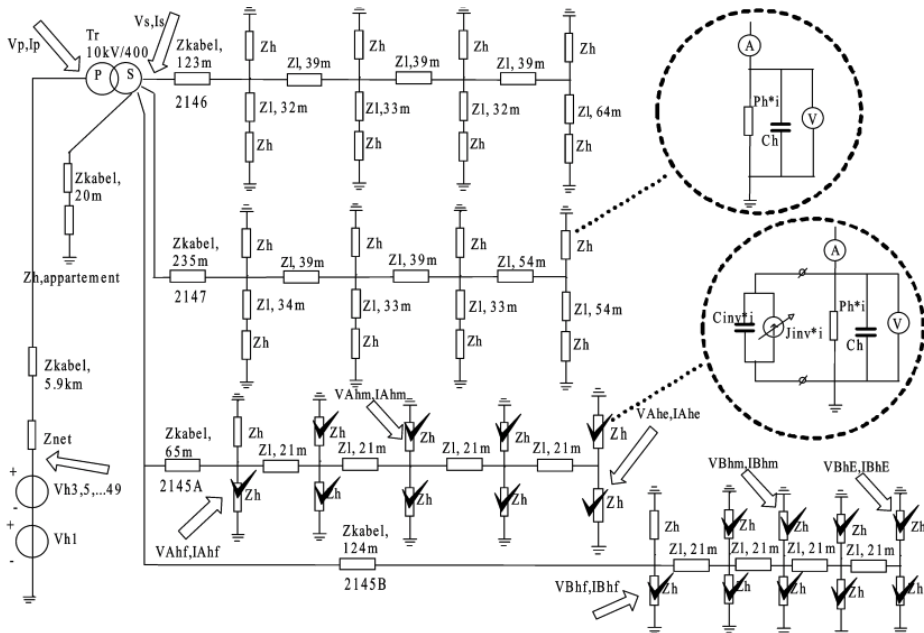 Vp,Ip
Tr
10kV/400
Vs,Is
P
S
Zkabel,
123m
2146
Zl, 39m
Zl, 39m
Zl, 39m
Zh
Zh
Zh
Zh
Zl, 32m
Zl,33m
Zl, 32m
Zl, 64m
Zh
Zh
Zh
Zh
A
Ph*i
Ch
V
Zkabel,
20m
Zh,appartement
Zkabel,
235m
2147
Zl, 39m
Zl, 39m
Zl, 54m
Zh
Zh
Zh
Zh
Zl, 34m
Zl, 33m
Zl, 33m
Zl, 54m
Zh
Zh
Zh
Zh
A
Cinv*i
Jinv*i
Ph*i
Ch
V
Zkabel,
5.9km
Znet
+
-
Vh3,5,...49
+
-
Vh1
VAhm,IAhm
Zkabel,
65m
2145A
Zl, 21m
Zl, 21m
Zl, 21m
Zl, 21m
Zh
Zh
Zh
Zh
Zh
Zh
Zh
Zh
Zh
Zh
VAhe,IAhe
VAhf,IAhf
Zkabel,
124m
2145B
VBhm,IBhm
VBhE,IBhE
Zh
Zh
Zh
Zh
Zh
Zl, 21m
Zl, 21m
Zl, 21m
Zl, 21m
VBhf,IBhf
Zh
Zh
Zh
Zh
Zh